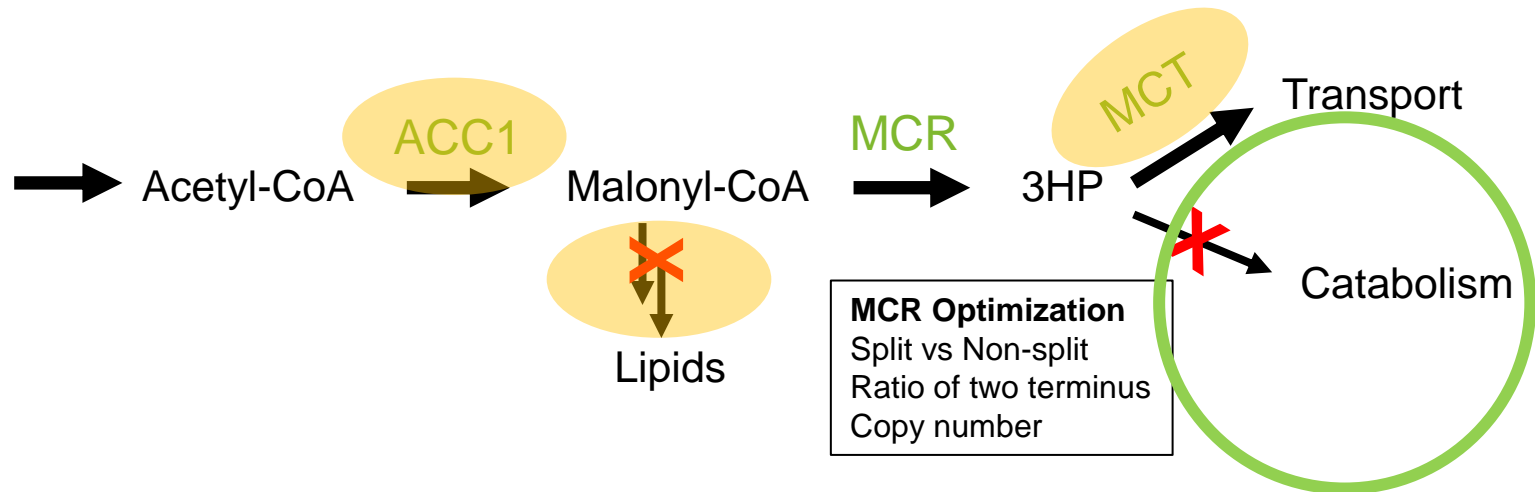 Acetyl-CoA
ACC1
Malonyl-CoA
Lipids
MCR
3HP
MCT
Transport
Catabolism
MCR Optimization
Split vs Non-split
Ratio of two terminus
Copy number